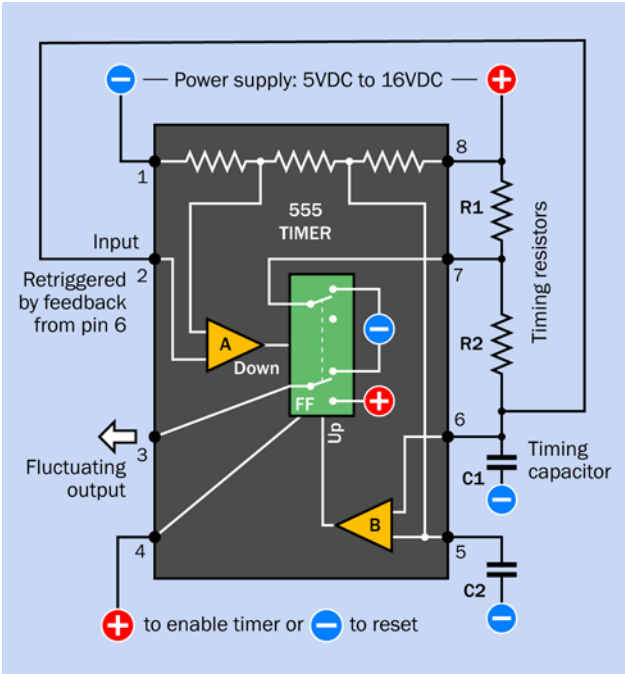 − — Power supply: 5VDC to 16VDC — +
1
8
555
TIMER
R1
Timing resistors
Input
2
7
Retriggered
by feedback
from pin 6
A
−
R2
Down
FF
+
Up
6
3
Fluctuating
output
Timing
capacitor
C1
−
B
4
5
C2
−
+ to enable timer or − to reset